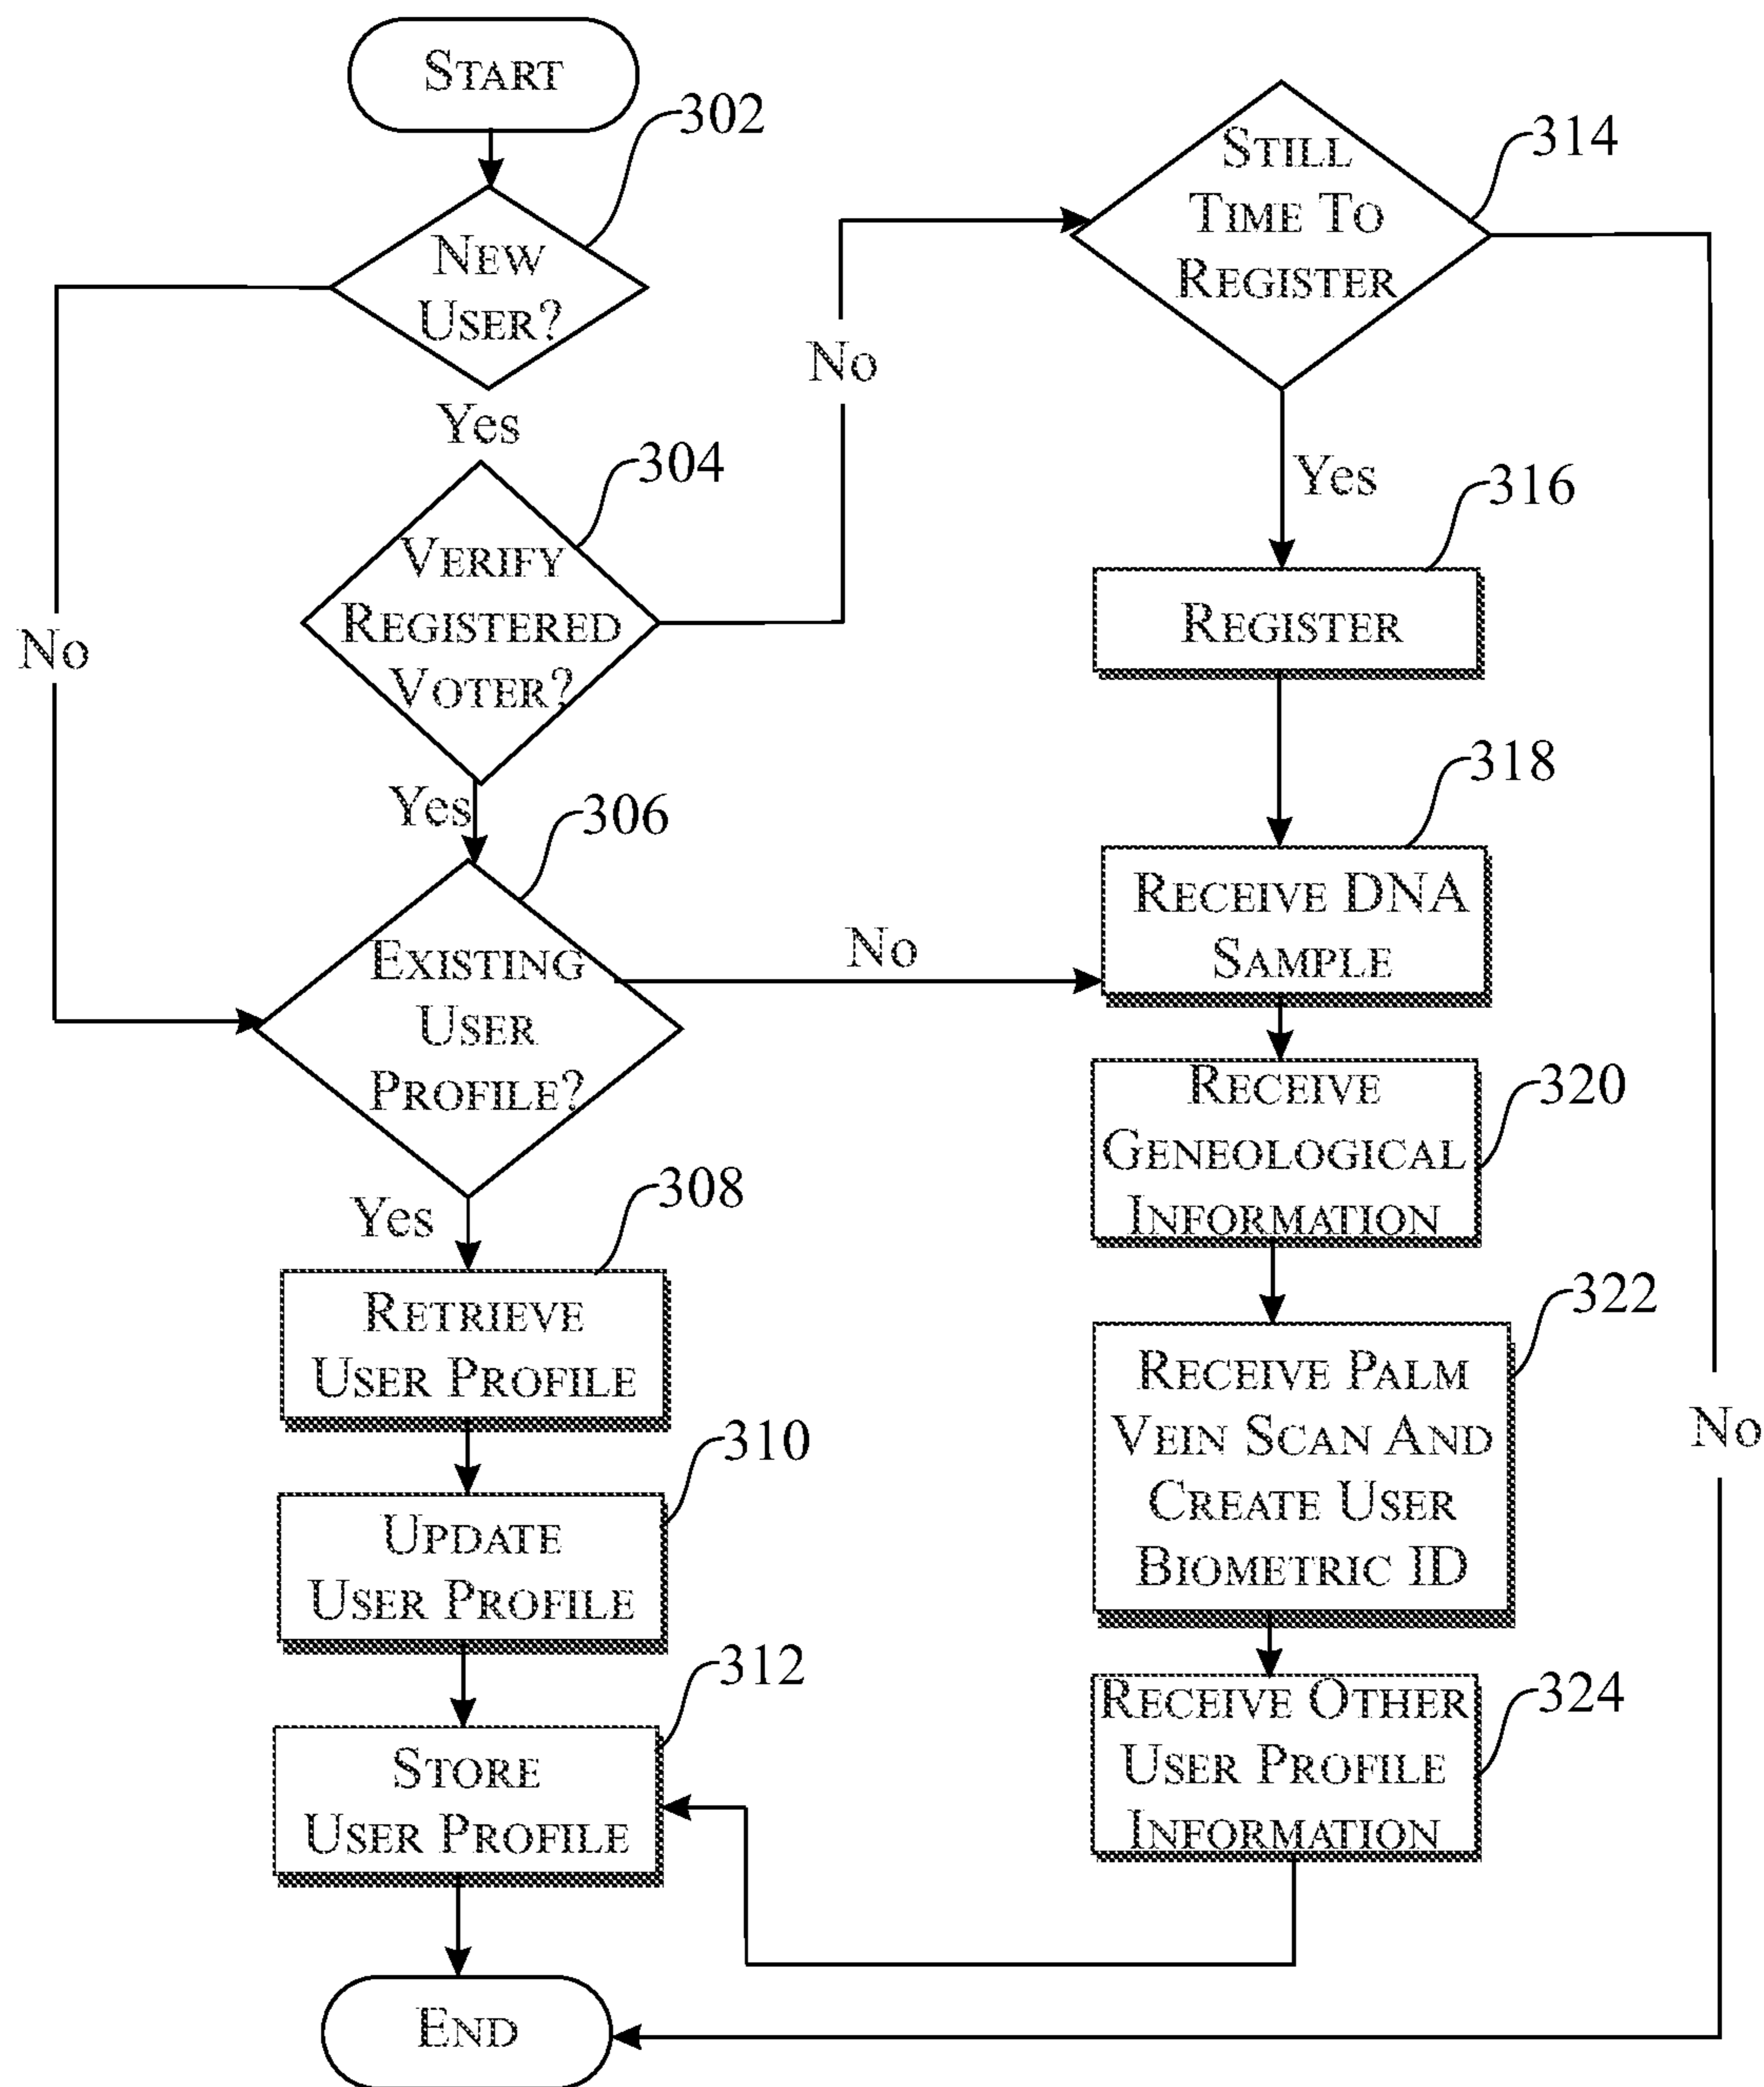 START
302
NEW
USER?
Yes
No
304
VERIFY
REGISTERED
VOTER?
No
Yes
306
EXISTING
USER
PROFILE?
No
Yes
308
RETRIEVE
USER PROFILE
310
UPDATE
USER PROFILE
312
STORE
USER PROFILE
END
314
STILL
TIME TO
REGISTER
Yes
No
316
REGISTER
318
RECEIVE DNA
SAMPLE
320
RECEIVE
GENEOLOGICAL
INFORMATION
322
RECEIVE PALM
VEIN SCAN AND
CREATE USER
BIOMETRIC ID
324
RECEIVE OTHER
USER PROFILE
INFORMATION